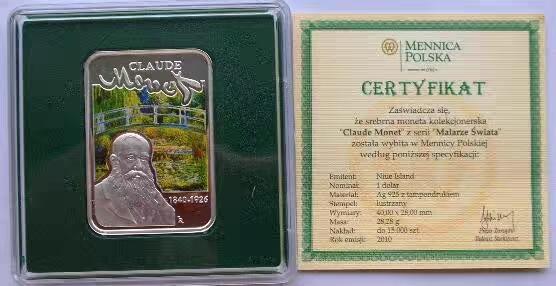 CLAUDE
Monet
1840-1926
MENNICA
POLSKA
CERTYFIKAT
Zaświadcza się,
że srebrna moneta kolekcjonerska
"Claude Monet" z serii "Malarze Świata"
została wybita w Mennicy Polskiej
według poniższej specyfikacji:
Emitent: Niue Island
Nominał: 1 dolar
Materiał: Ag 925 z tampondrukiem
Stempel: lustrzany
Wymiary: 40,00 x 28,00 mm
Masa: 28,28 g
Nakład: do 15.000 szt.
Rok emisji: 2010